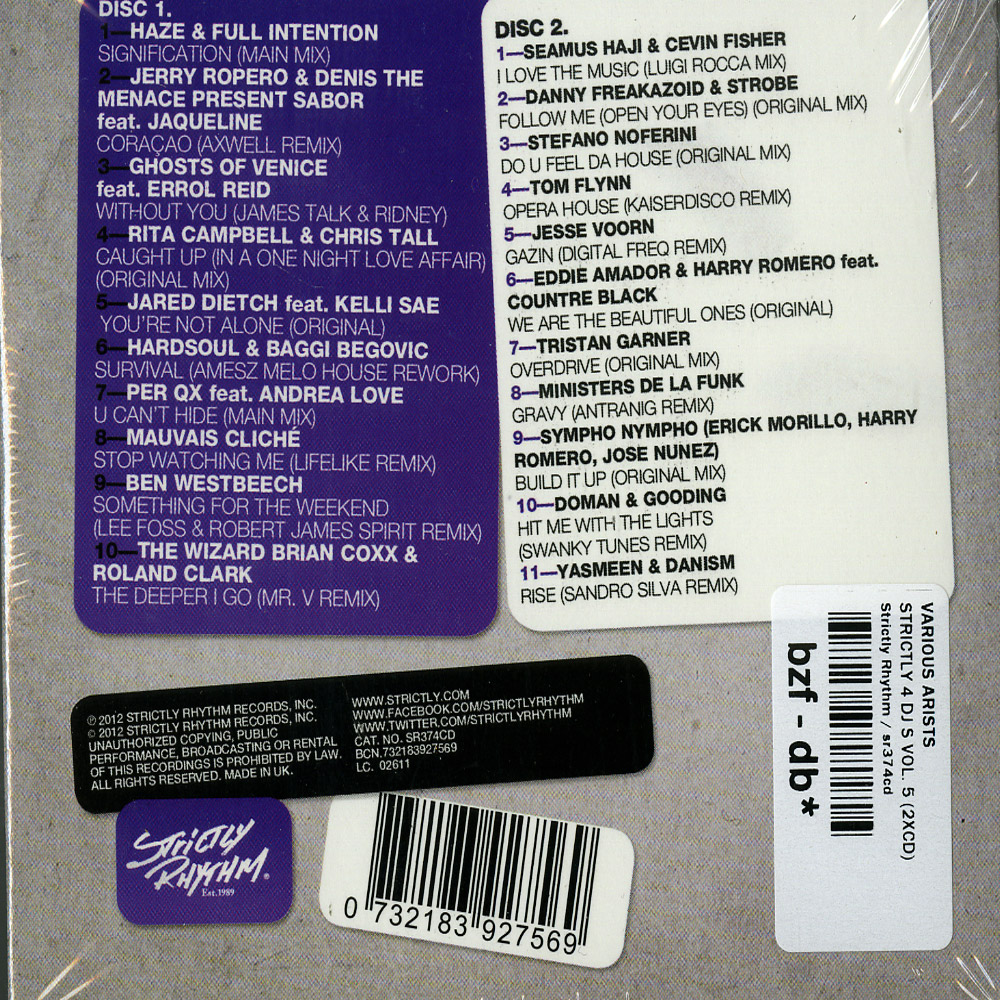 DISC 1.
1—HAZE & FULL INTENTION
SIGNIFICATION (MAIN MIX)
2—JERRY ROPERO & DENIS THE
MENACE PRESENT SABOR
feat. JAQUELINE
CORAÇAO (AXWELL REMIX)
3—GHOSTS OF VENICE
feat. ERROL REID
WITHOUT YOU (JAMES TALK & RIDNEY)
4—RITA CAMPBELL & CHRIS TALL
CAUGHT UP (IN A ONE NIGHT LOVE AFFAIR)
(ORIGINAL MIX)
5—JARED DIETCH feat. KELLI SAE
YOU'RE NOT ALONE (ORIGINAL)
6—HARDSOUL & BAGGI BEGOVIC
SURVIVAL (AMESZ MELO HOUSE REWORK)
7—PER QX feat. ANDREA LOVE
U CAN'T HIDE (MAIN MIX)
8—MAUVAIS CLICHÉ
STOP WATCHING ME (LIFELIKE REMIX)
9—BEN WESTBEECH
SOMETHING FOR THE WEEKEND
(LEE FOSS & ROBERT JAMES SPIRIT REMIX)
10—THE WIZARD BRIAN COXX &
ROLAND CLARK
THE DEEPER I GO (MR. V REMIX)
DISC 2.
1—SEAMUS HAJI & CEVIN FISHER
I LOVE THE MUSIC (LUIGI ROCCA MIX)
2—DANNY FREAKAZOID & STROBE
FOLLOW ME (OPEN YOUR EYES) (ORIGINAL MIX)
3—STEFANO NOFERINI
DO U FEEL DA HOUSE (ORIGINAL MIX)
4—TOM FLYNN
OPERA HOUSE (KAISERDISCO REMIX)
5—JESSE VOORN
GAZIN (DIGITAL FREQ REMIX)
6—EDDIE AMADOR & HARRY ROMERO feat.
COUNTRE BLACK
WE ARE THE BEAUTIFUL ONES (ORIGINAL)
7—TRISTAN GARNER
OVERDRIVE (ORIGINAL MIX)
8—MINISTERS DE LA FUNK
GRAVY (ANTRANIG REMIX)
9—SYMPHO NYMPHO (ERICK MORILLO, HARRY
ROMERO, JOSE NUNEZ)
BUILD IT UP (ORIGINAL MIX)
10—DOMAN & GOODING
HIT ME WITH THE LIGHTS
(SWANKY TUNES REMIX)
11—YASMEEN & DANISM
RISE (SANDRO SILVA REMIX)
℗ 2012 STRICTLY RHYTHM RECORDS, INC.
© 2012 STRICTLY RHYTHM RECORDS, INC.
UNAUTHORIZED COPYING, PUBLIC
PERFORMANCE, BROADCASTING OR RENTAL
OF THIS RECORDINGS IS PROHIBITED BY LAW.
ALL RIGHTS RESERVED. MADE IN UK.
WWW.STRICTLY.COM
WWW.FACEBOOK.COM/STRICTLYRHYTHM
WWW.TWITTER.COM/STRICTLYRHYTHM
CAT. NO. SR374CD
BCN.732183927569
LC. 02611
STRICTLY
RHYTHM®
Est.1989
0 732183 927569
VARIOUS ARISTS
STRICTLY 4 DJ S VOL. 5 (2XCD)
Strictly Rhythm / sr374cd
bzf - db*